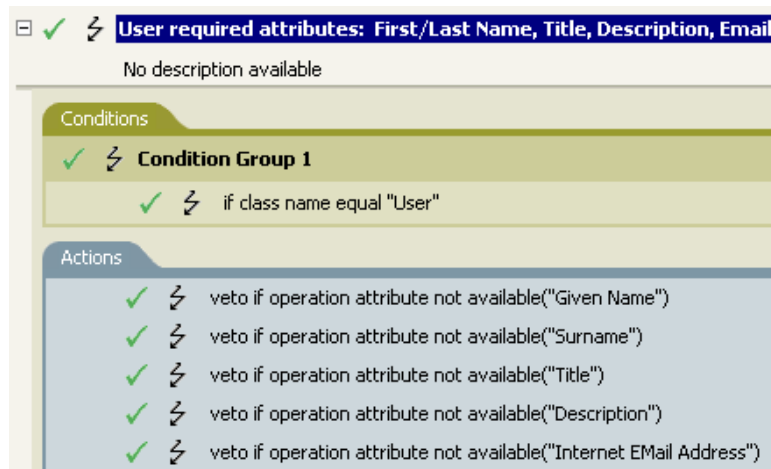 User required attributes: First/Last Name, Title, Description, Email
No description available
Conditions
Condition Group 1
if class name equal "User"
Actions
veto if operation attribute not available("Given Name")
veto if operation attribute not available("Surname")
veto if operation attribute not available("Title")
veto if operation attribute not available("Description")
veto if operation attribute not available("Internet EMail Address")